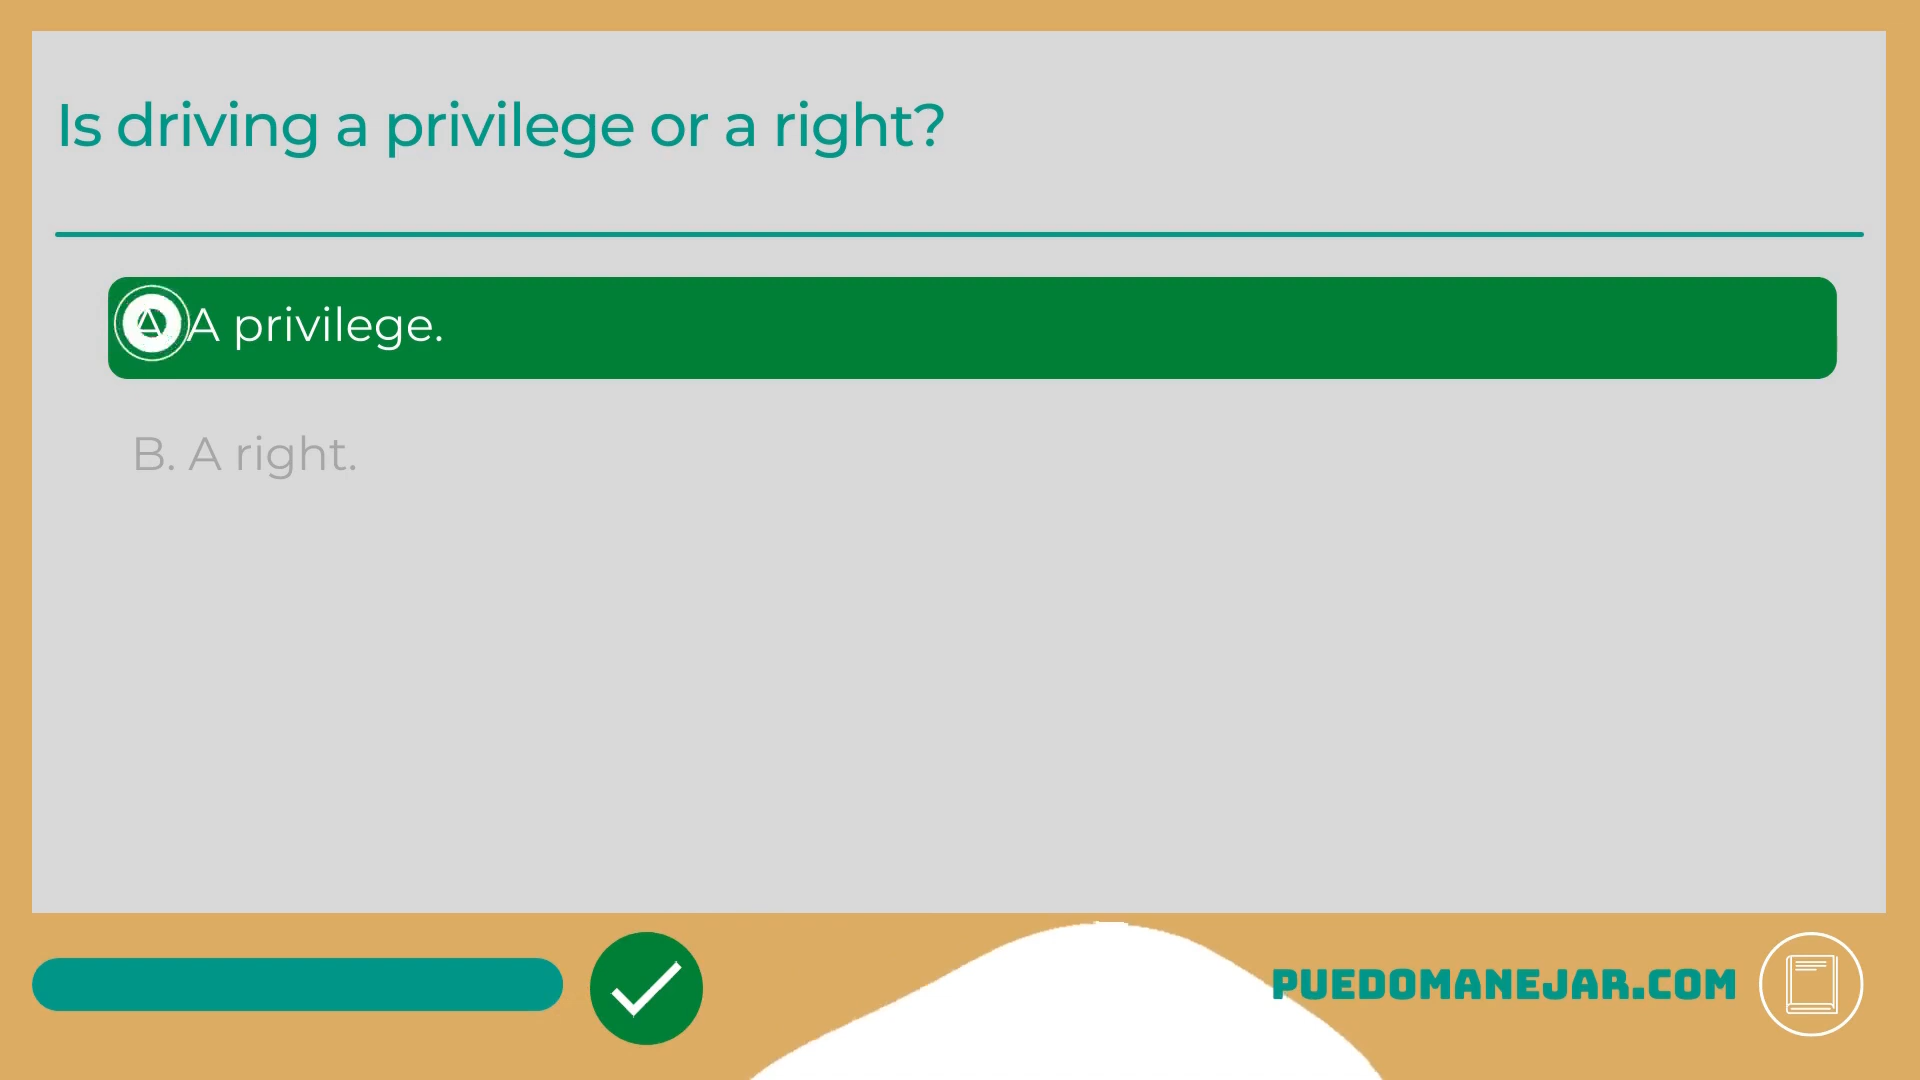 Is driving a privilege or a right?
A A privilege.
B. A right.
PUEDOMANEJAR.COM